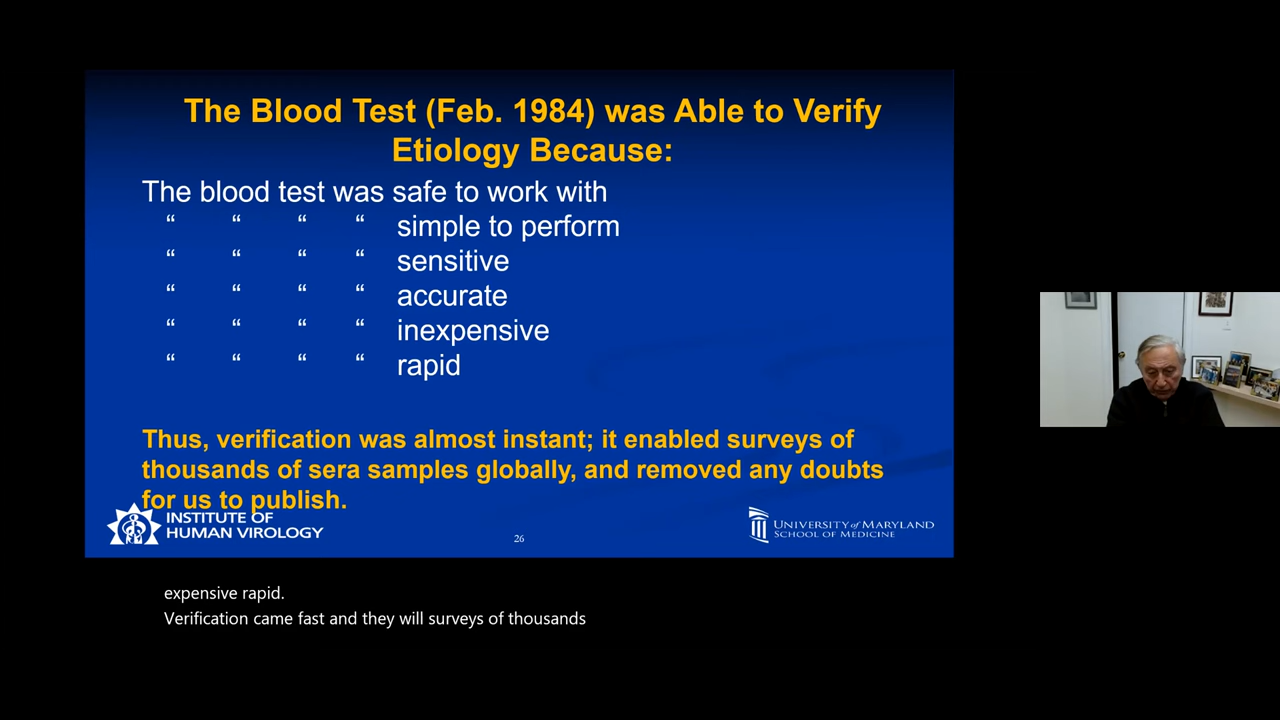 The Blood Test (Feb. 1984) was Able to Verify
Etiology Because:
The blood test was safe to work with
“ “ “ “ simple to perform
“ “ “ “ sensitive
“ “ “ “ accurate
“ “ “ “ inexpensive
“ “ “ “ rapid
Thus, verification was almost instant; it enabled surveys of
thousands of sera samples globally, and removed any doubts
for us to publish.
INSTITUTE OF
HUMAN VIROLOGY
26
UNIVERSITY of MARYLAND
SCHOOL OF MEDICINE
expensive rapid.
Verification came fast and they will surveys of thousands